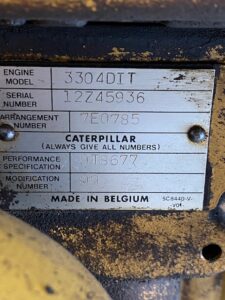 ENGINE MODEL 3304DIT
SERIAL NUMBER 12Z45936
ARRANGEMENT NUMBER 7E0785
CATERPILLAR
(ALWAYS GIVE ALL NUMBERS)
PERFORMANCE SPECIFICATION
MODIFICATION NUMBER
MADE IN BELGIUM